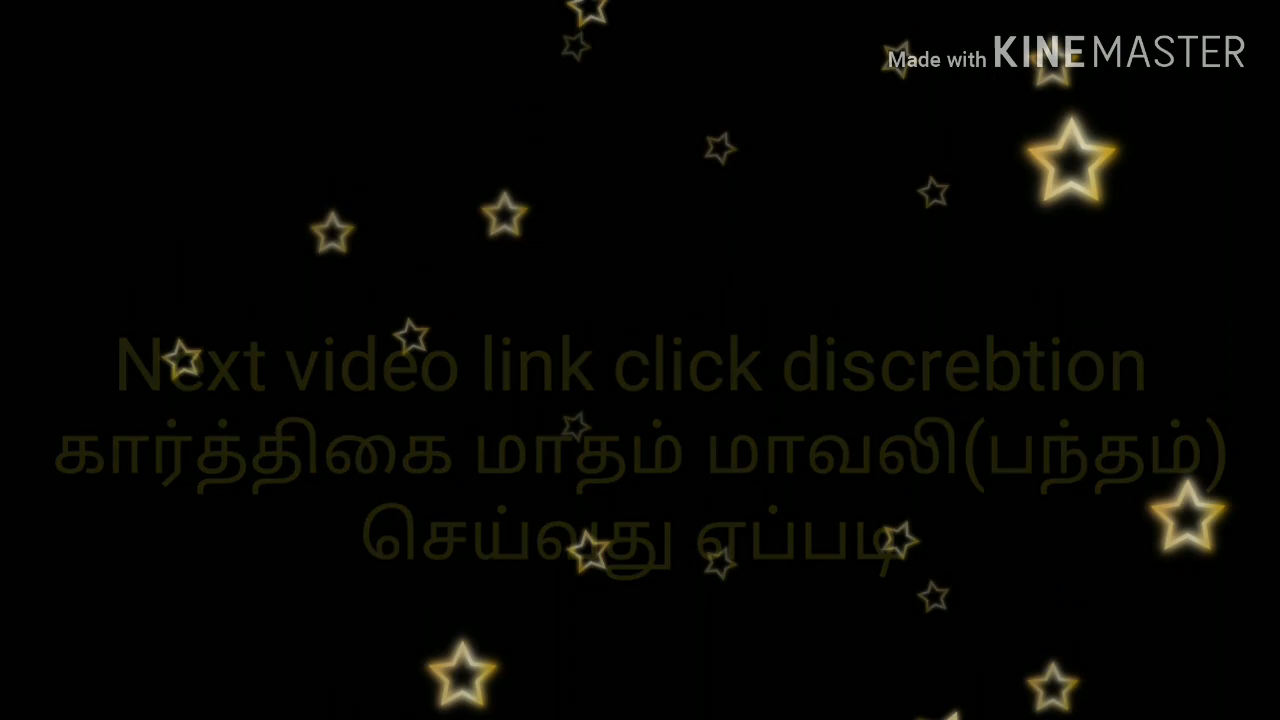 Made with KINEMASTER
Next video link click discrebtion
கார்த்திகை மாதம் மாவலி(பந்தம்)
செய்வது எப்படி